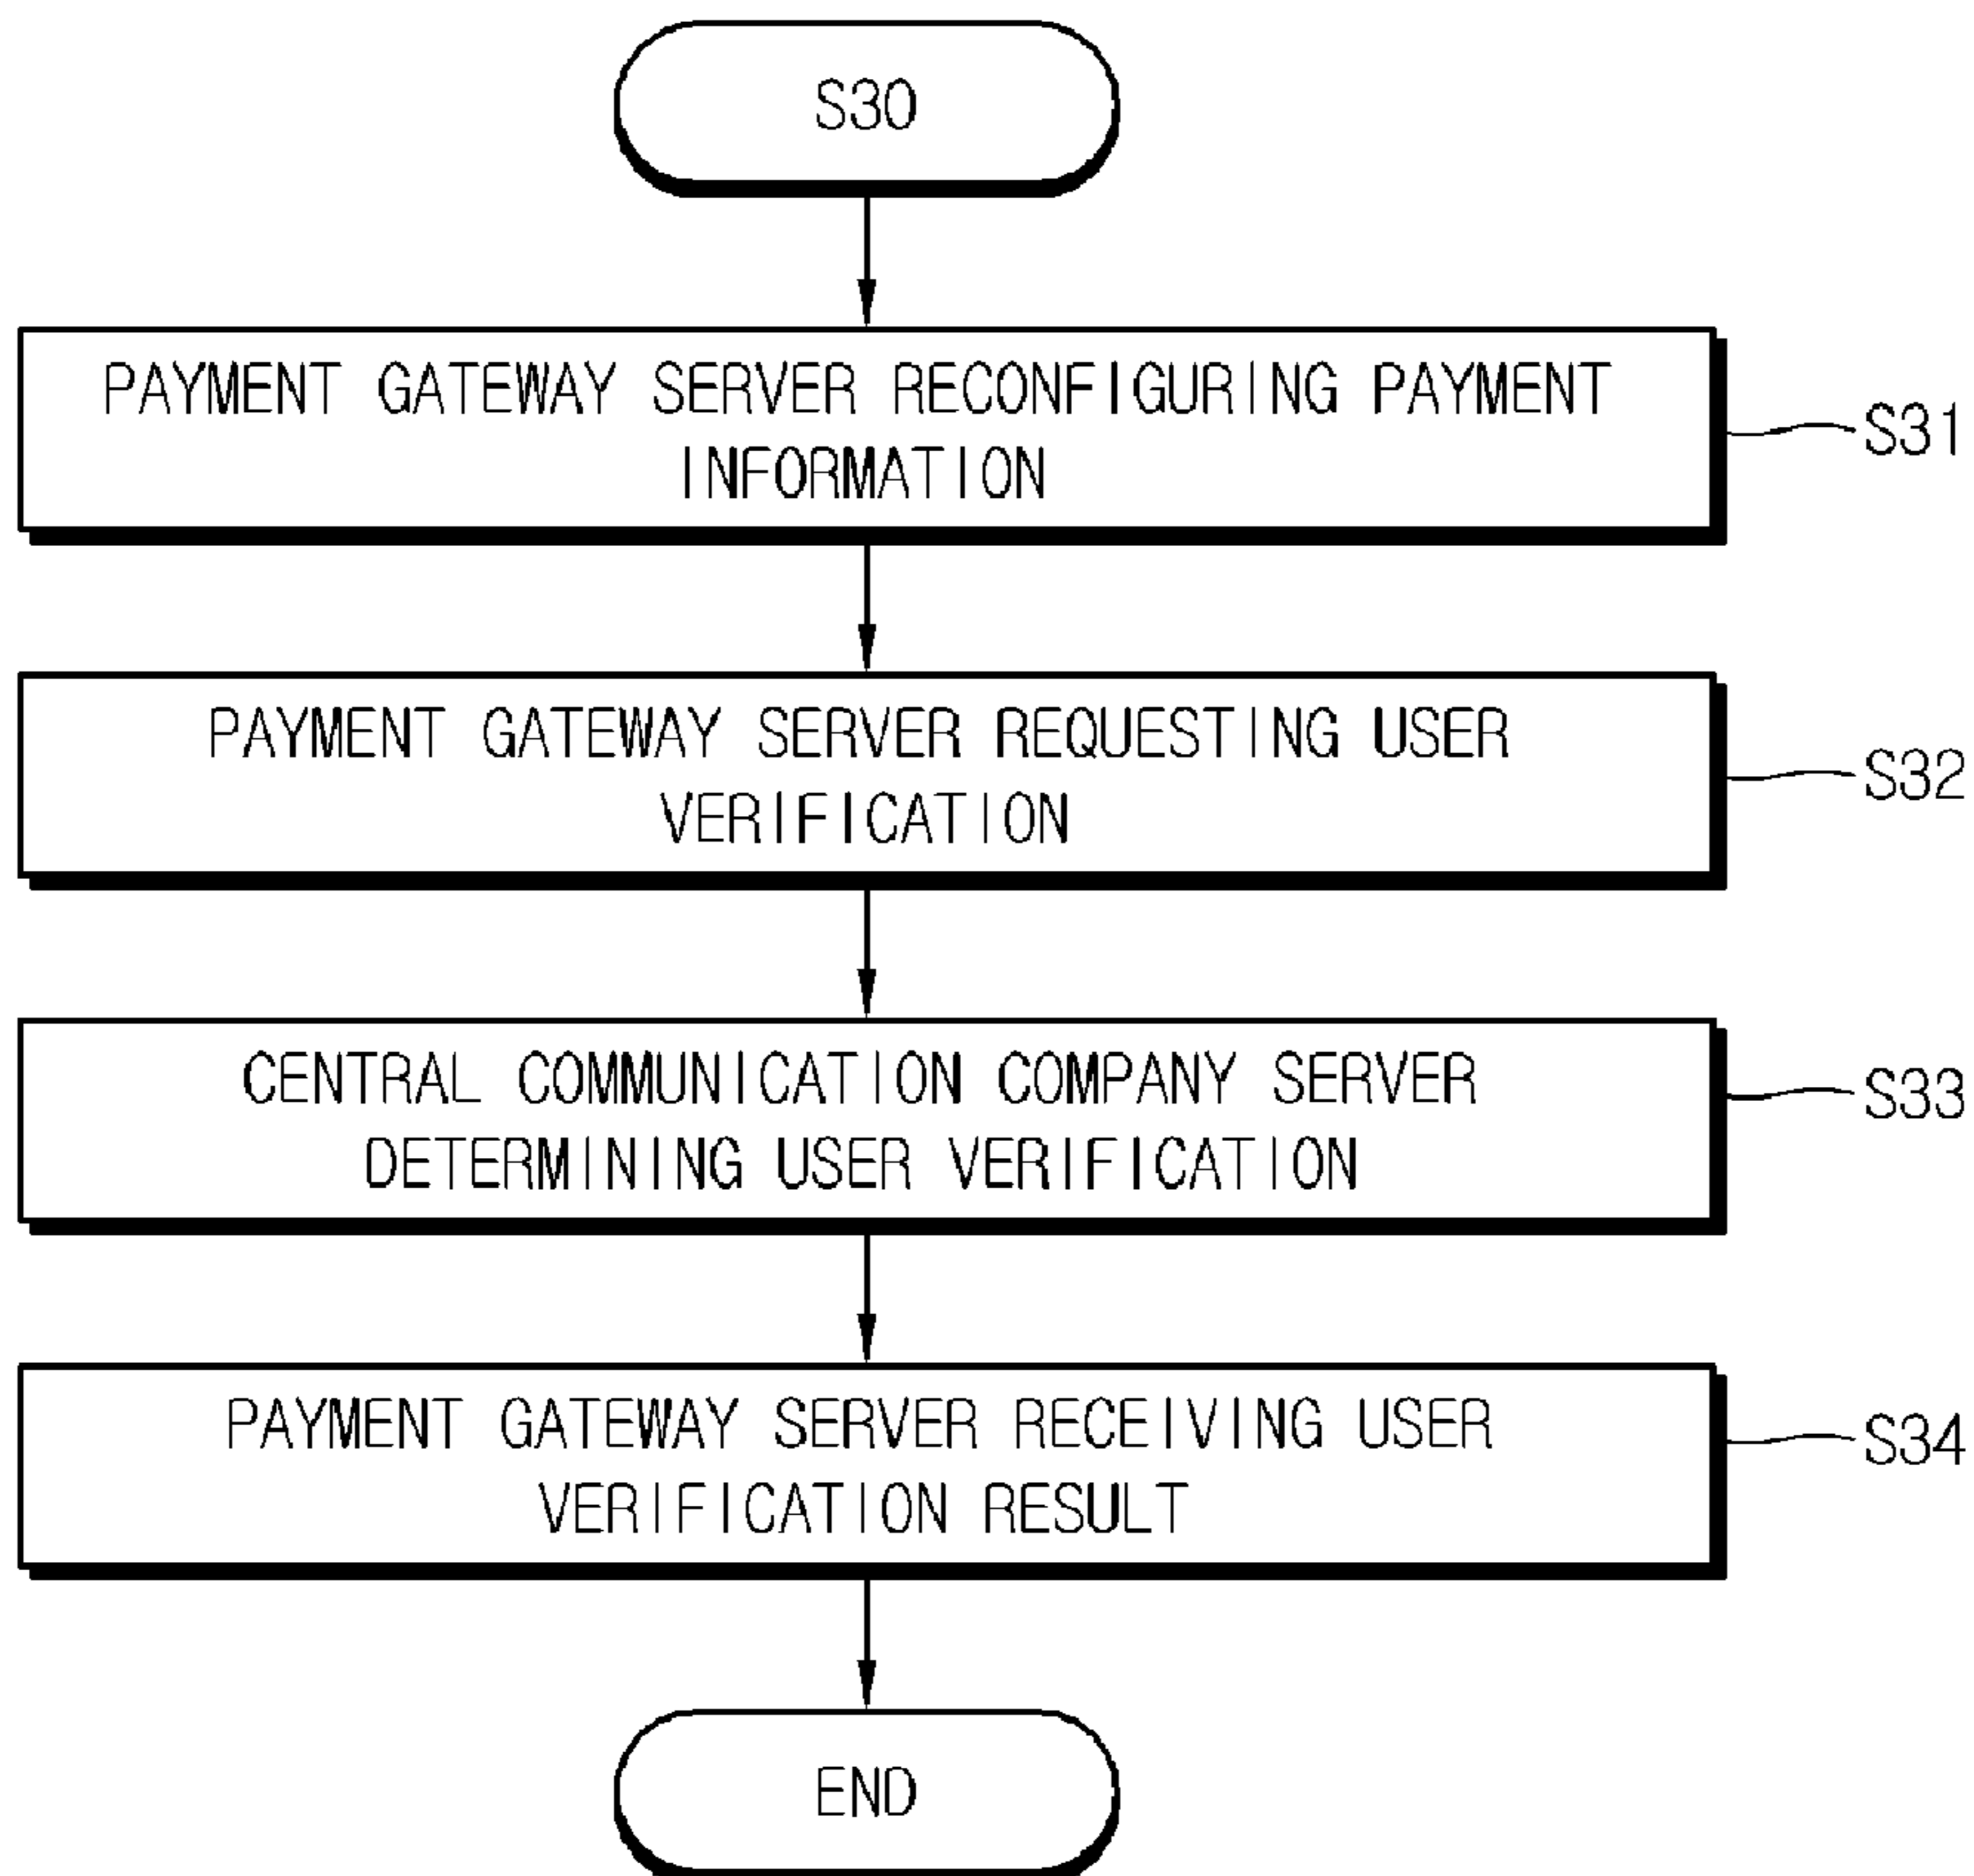 S30
PAYMENT GATEWAY SERVER RECONFIGURING PAYMENT
INFORMATION
S31
PAYMENT GATEWAY SERVER REQUESTING USER
VERIFICATION
S32
CENTRAL COMMUNICATION COMPANY SERVER
DETERMINING USER VERIFICATION
S33
PAYMENT GATEWAY SERVER RECEIVING USER
VERIFICATION RESULT
S34
END